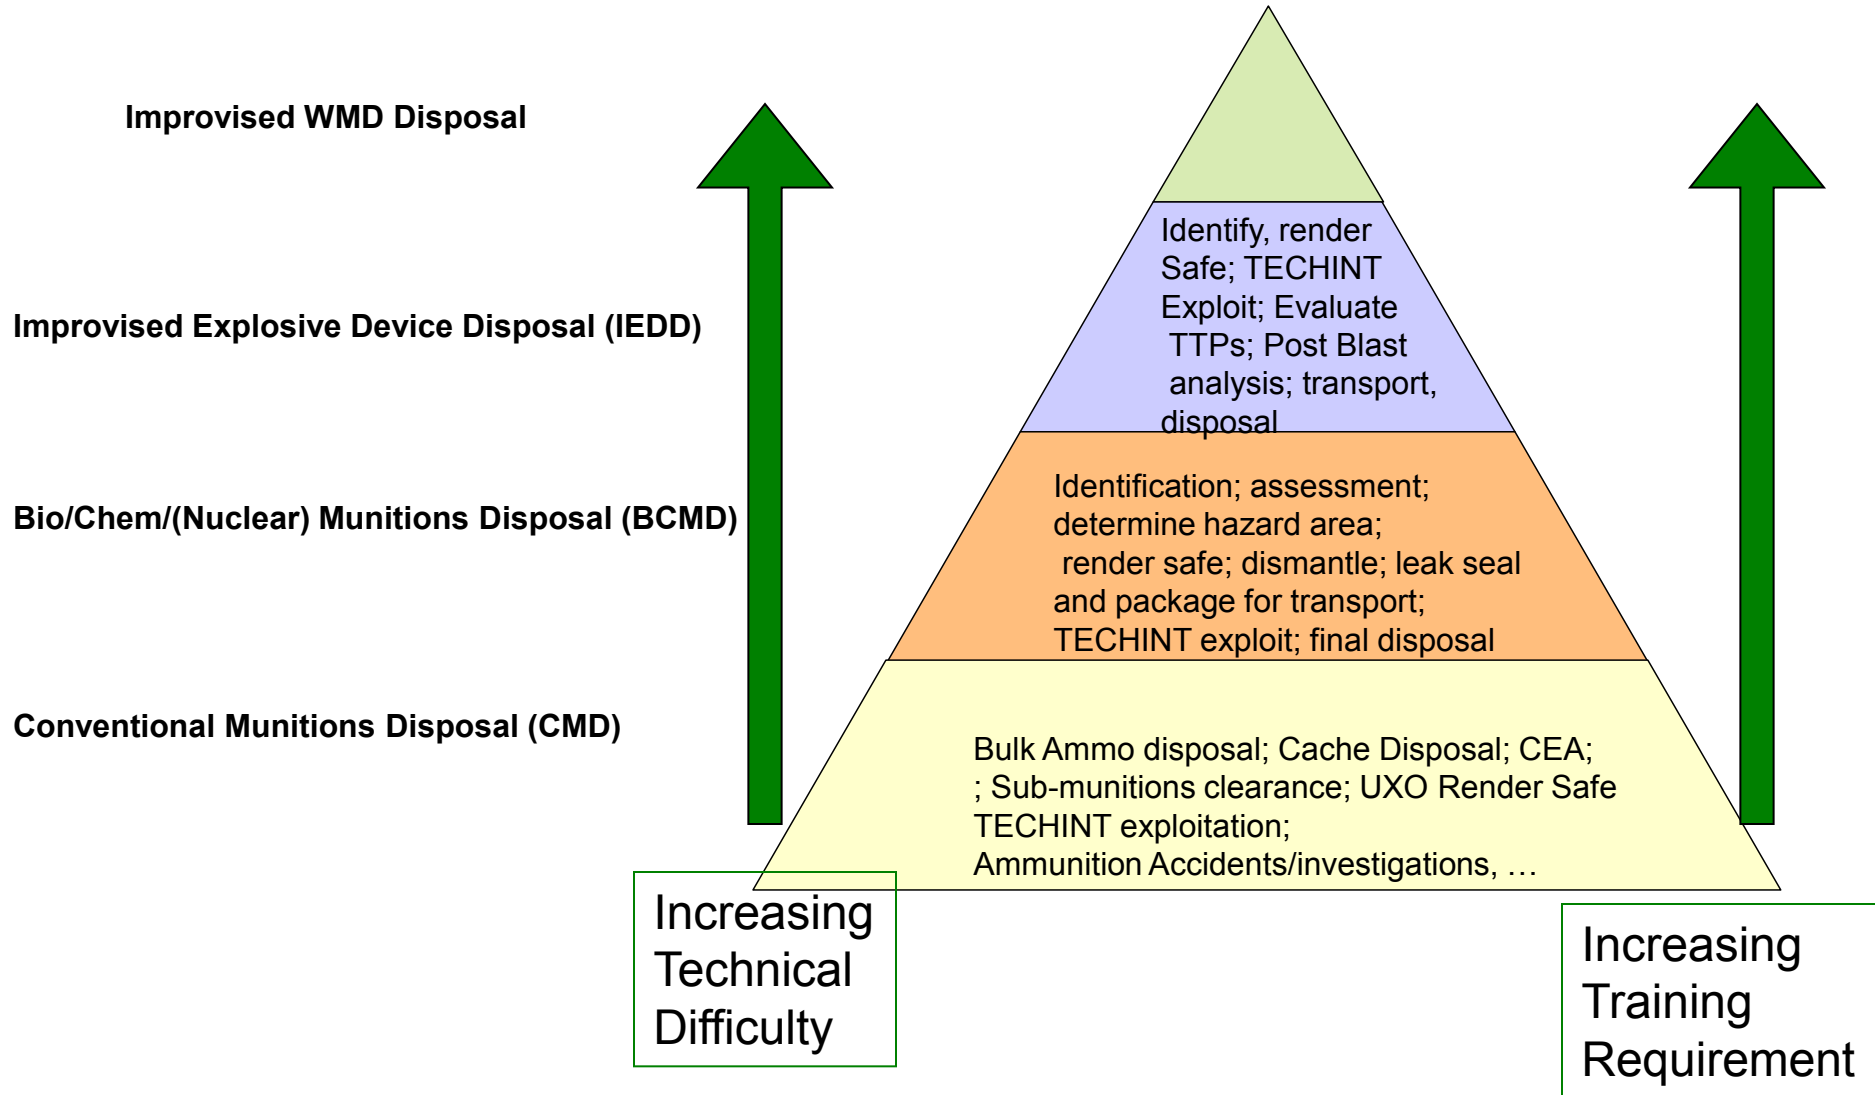 Improvised WMD Disposal
Improvised Explosive Device Disposal (IEDD)
Identify, render
Safe; TECHINT
Exploit; Evaluate
TTPs; Post Blast
analysis; transport,
disposal
Bio/Chem/(Nuclear) Munitions Disposal (BCMD)
Identification; assessment;
determine hazard area;
render safe; dismantle; leak seal
and package for transport;
TECHINT exploit; final disposal
Conventional Munitions Disposal (CMD)
Bulk Ammo disposal; Cache Disposal; CEA;
; Sub-munitions clearance; UXO Render Safe
TECHINT exploitation;
Ammunition Accidents/investigations, …
Increasing
Technical
Difficulty
Increasing
Training
Requirement